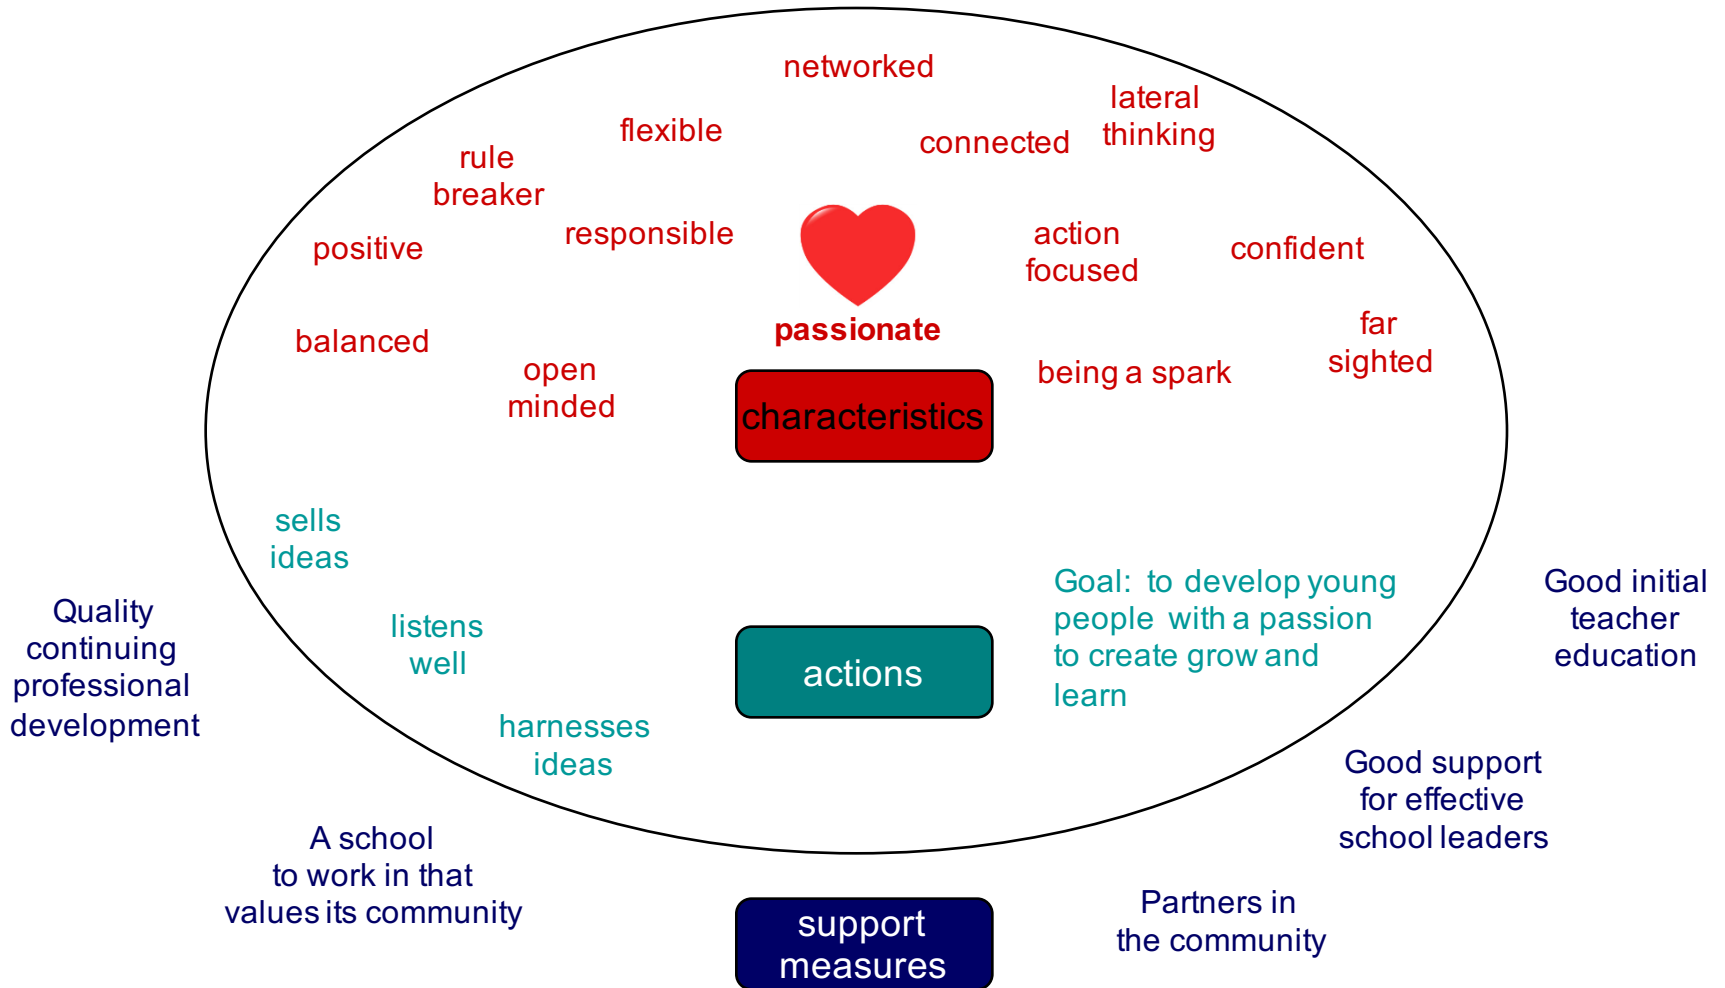 networked
lateral
thinking
flexible
connected
rule
breaker
responsible
action
focused
positive
confident
passionate
balanced
far
sighted
open
minded
being a spark
characteristics
sells
ideas
Goal:  to develop young
people  with a passion
to create grow and
learn
listens
well
actions
harnesses
ideas
Quality
continuing
professional
development
Good initial
teacher
education
Good support
for effective
school leaders
A school
to work in that
values its community
Partners in
the community
support
measures